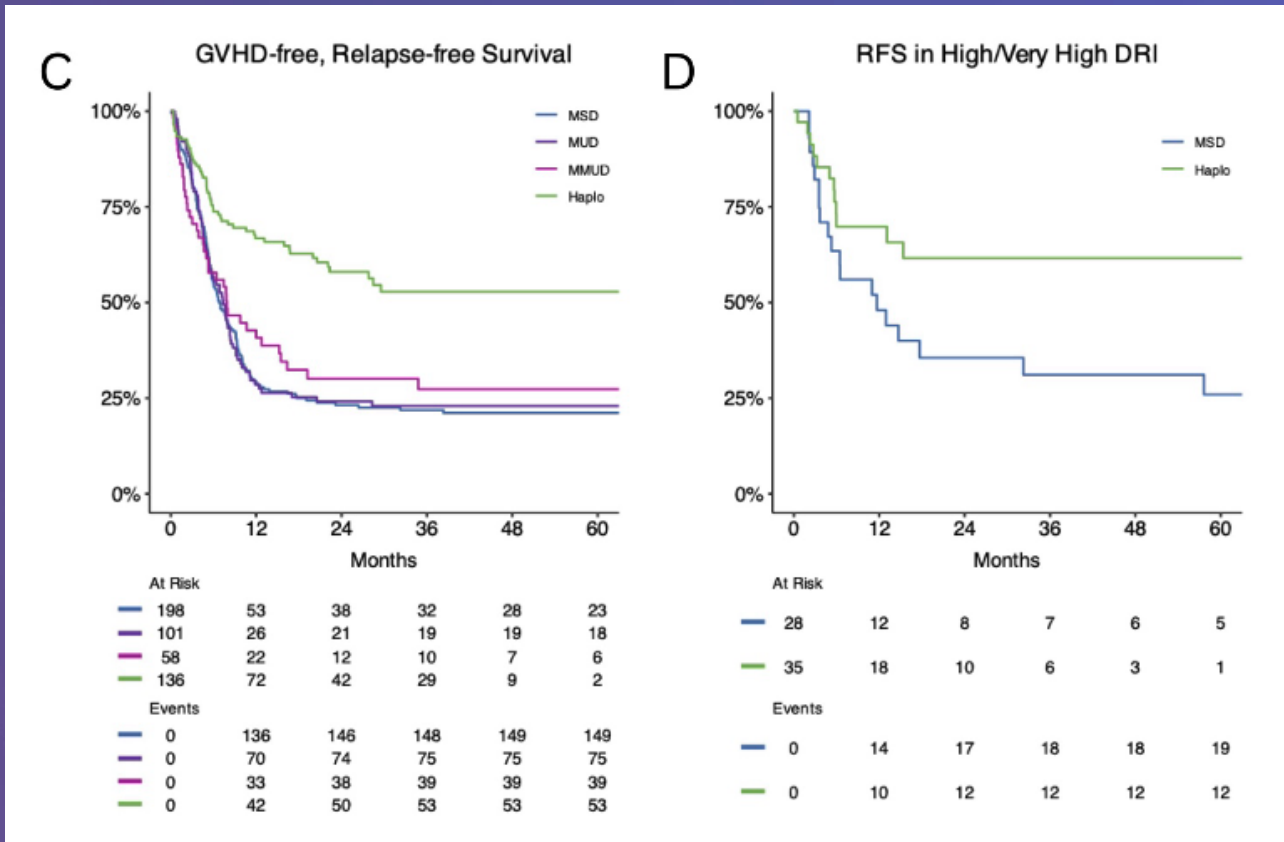 C
GVHD-free, Relapse-free Survival
100%
75%
50%
25%
0%
MSD
MUD
MMUD
Haplo
0 12 24 36 48 60
Months
At Risk
198 53 38 32 28 23
101 26 21 19 19 18
58 22 12 10 7 6
136 72 42 29 9 2
Events
0 136 146 148 149 149
0 70 74 75 75 75
0 33 38 39 39 39
0 42 50 53 53 53
D
RFS in High/Very High DRI
100%
75%
50%
25%
0%
MSD
Haplo
0 12 24 36 48 60
Months
At Risk
28 12 8 7 6 5
35 18 10 6 3 1
Events
0 14 17 18 18 19
0 10 12 12 12 12